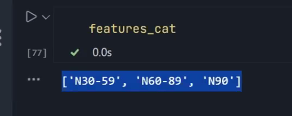 features_cat
[77]
0.0s
['N30-59', 'N60-89', 'N90']